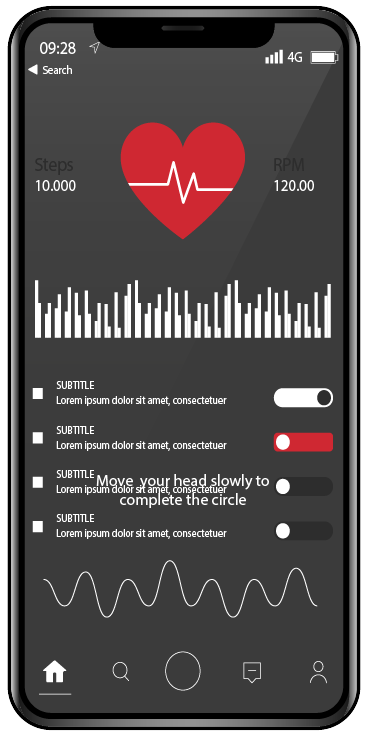 09:28
4G
Search
Steps
RPM
10.000
120.00
SUBTITLE
Lorem ipsum dolor sit amet, consectetuer
SUBTITLE
Lorem ipsum dolor sit amet, consectetuer
SUBTITLE
Move your head slowly to
Lorem ipsum dolor sit amet, consectetuer
complete the circle
SUBTITLE
Lorem ipsum dolor sit amet, consectetuer